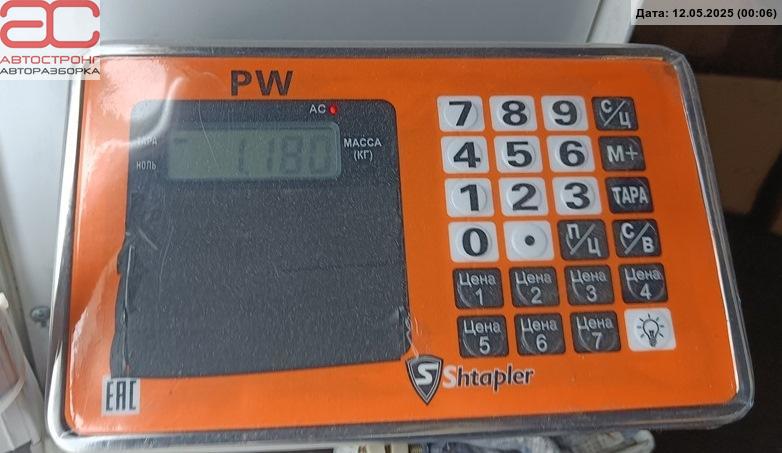 АС
АВТОСТРОНГ
АВТОРАЗБОРКА
Дата: 12.05.2025 (00:06)
PW
AC
ТАРА
НОЛЬ
1.180
МАССА
(КГ)
7 8 9 С/Ц
4 5 6 М+
1 2 3 ТАРА
0 • П/Ц С/В
Цена 1 Цена 2 Цена 3 Цена 4
Цена 5 Цена 6 Цена 7
EAC
S Shtapler